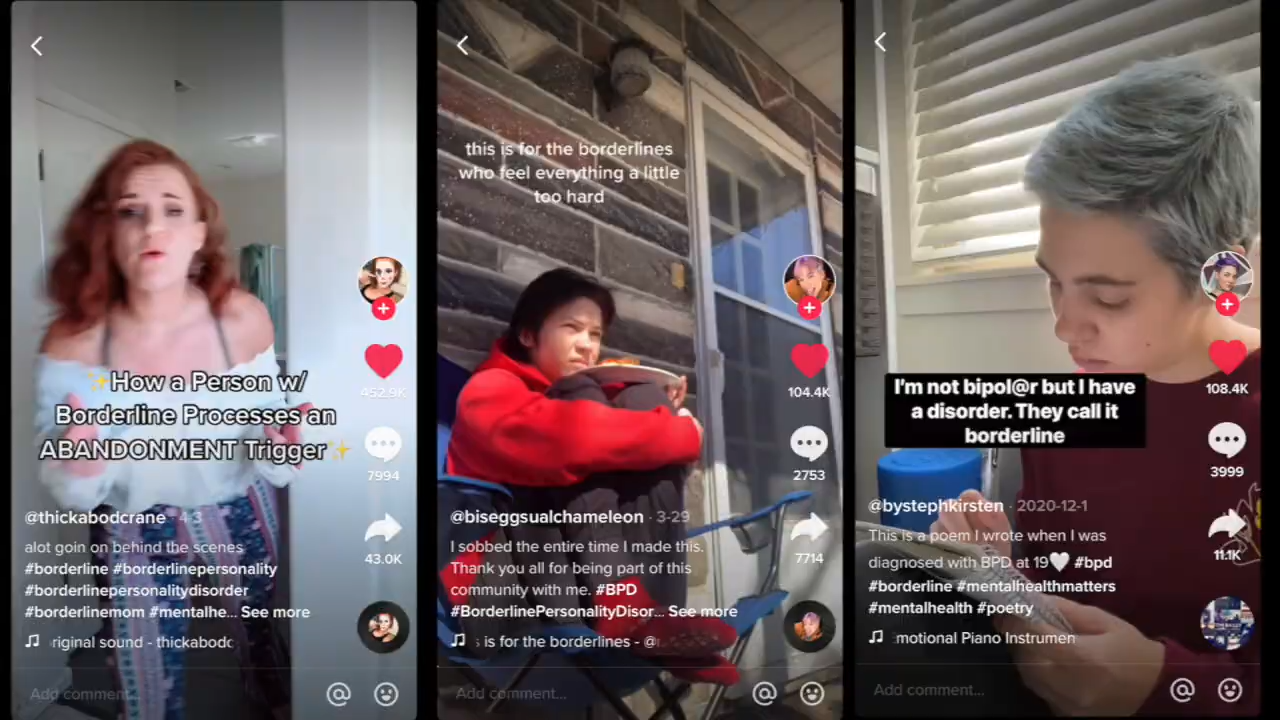 ✨How a Person w/
Borderline Processes an
ABANDONMENT Trigger✨
452.9K
7994
@thickabodcrane · 4-3
alot goin on behind the scenes
#borderline #borderlinepersonality
#borderlinepersonalitydisorder
#borderlinemom #mentalhe... See more
43.0K
riginal sound - thickabodc
Add comment...
this is for the borderlines
who feel everything a little
too hard
104.4K
2753
@biseggsualchameleon · 3-29
I sobbed the entire time I made this.
Thank you all for being part of this
community with me. #BPD
#BorderlinePersonalityDisor... See more
7714
s is for the borderlines - @
Add comment...
I'm not bipol@r but I have
a disorder. They call it
borderline
108.4K
3999
@bystephkirsten · 2020-12-1
This is a poem I wrote when I was
diagnosed with BPD at 19🤍 #bpd
#borderline #mentalhealthmatters
#mentalhealth #poetry
11.1K
motional Piano Instrumen
Add comment...